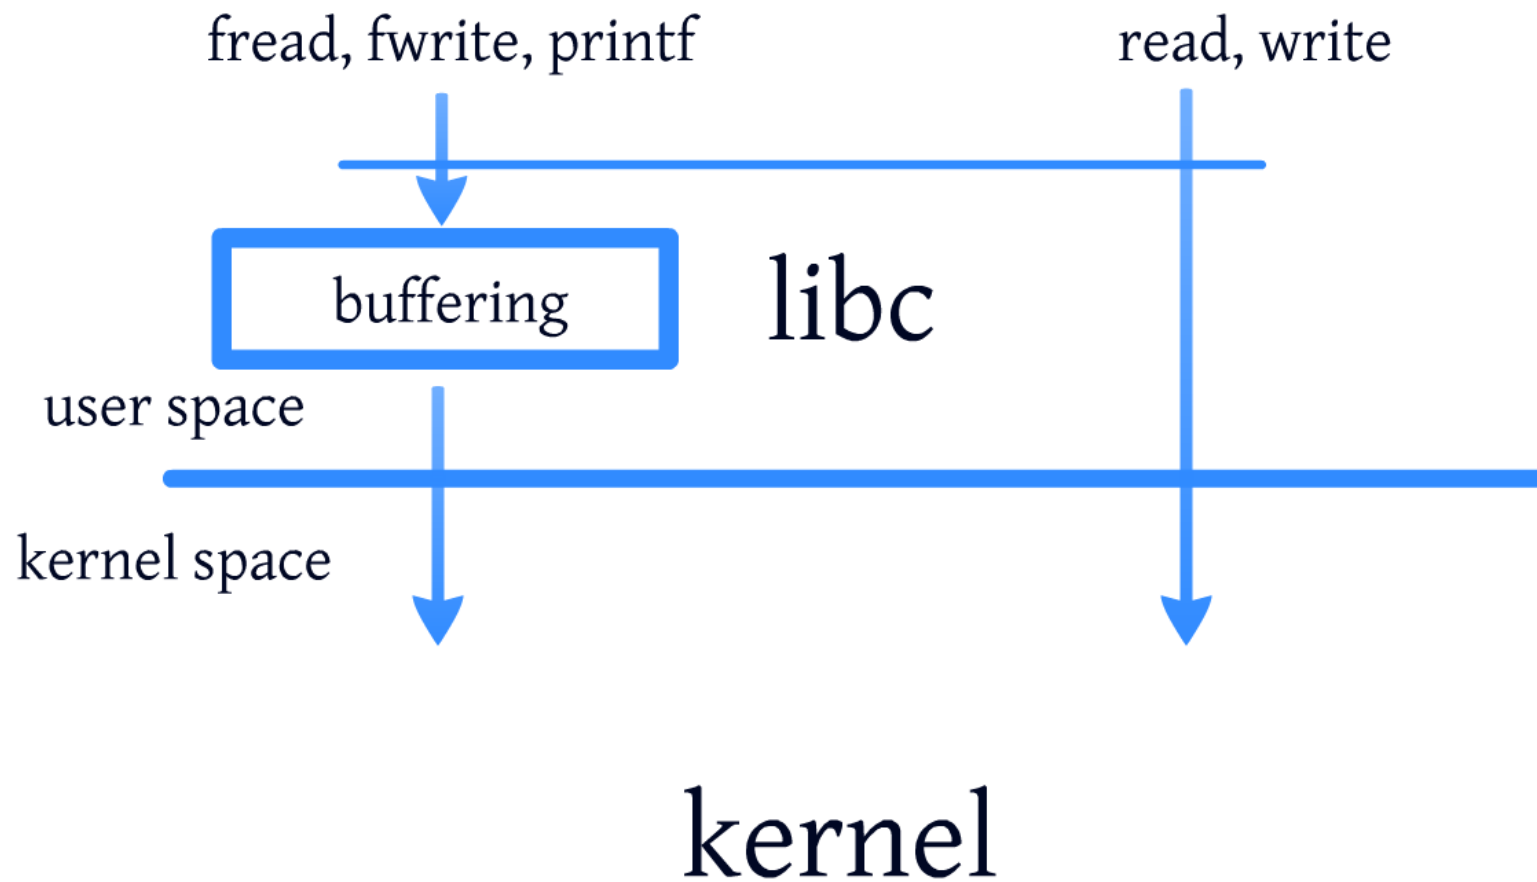 fread, fwrite, printf
read, write
buffering
libc
user space
kernel space
kernel